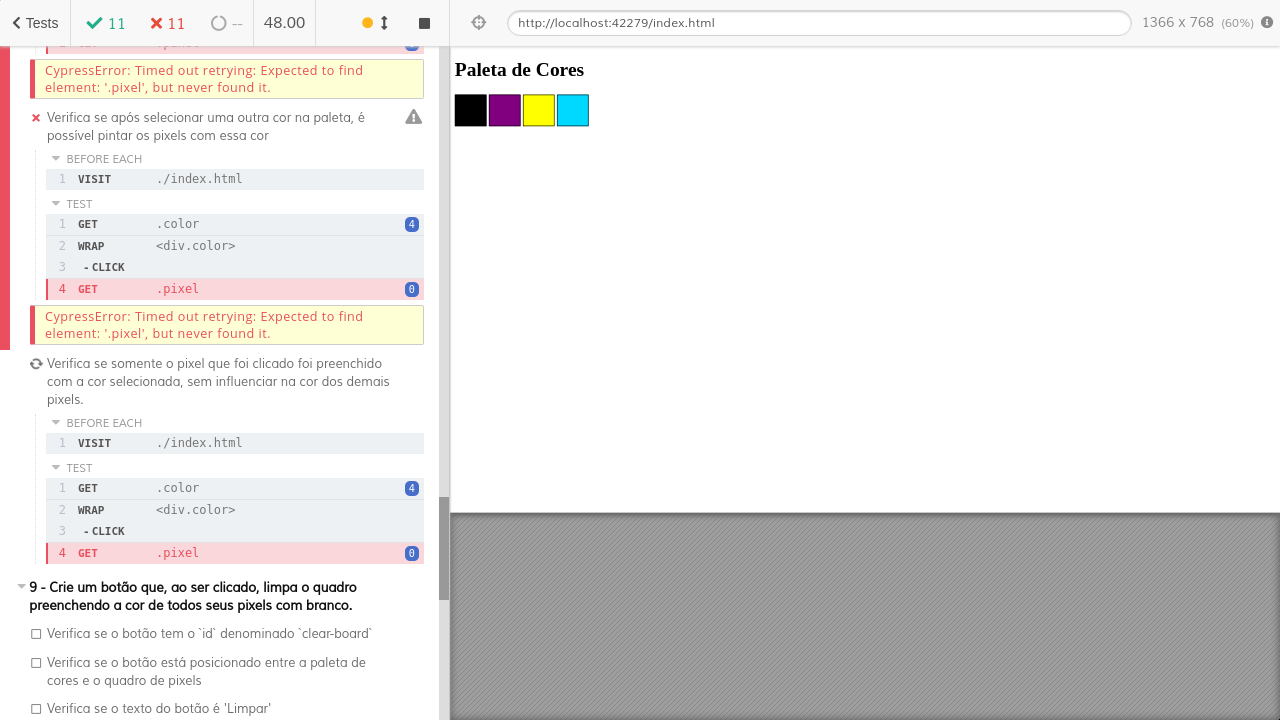 Tests
11
11
--
48.00
http://localhost:42279/index.html
1366 x 768 (60%)
CypressError: Timed out retrying: Expected to find
element: '.pixel', but never found it.
Verifica se após selecionar uma outra cor na paleta, é
possível pintar os pixels com essa cor
BEFORE EACH
1 VISIT ./index.html
TEST
1 GET .color 4
2 WRAP <div.color>
3 - CLICK
4 GET .pixel 0
CypressError: Timed out retrying: Expected to find
element: '.pixel', but never found it.
Verifica se somente o pixel que foi clicado foi preenchido
com a cor selecionada, sem influenciar na cor dos demais
pixels.
BEFORE EACH
1 VISIT ./index.html
TEST
1 GET .color 4
2 WRAP <div.color>
3 - CLICK
4 GET .pixel 0
9 - Crie um botão que, ao ser clicado, limpa o quadro
preenchendo a cor de todos seus pixels com branco.
Verifica se o botão tem o `id` denominado `clear-board`
Verifica se o botão está posicionado entre a paleta de
cores e o quadro de pixels
Verifica se o texto do botão é 'Limpar'
Paleta de Cores